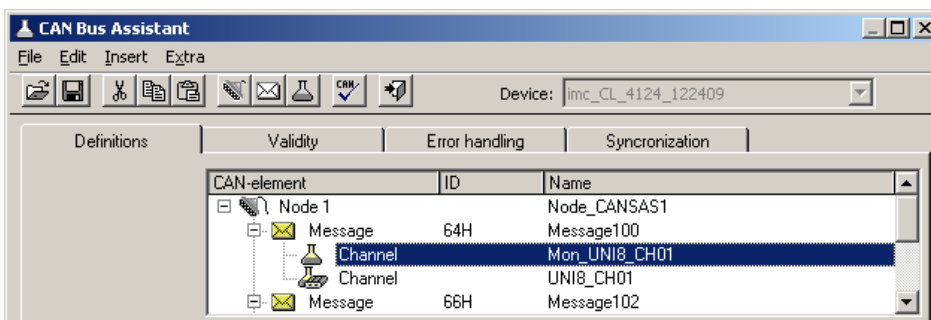 CAN Bus Assistant
File Edit Insert Extra
CAN Device: imc_CL_4124_122409
Definitions Validity Error handling Syncronization
CAN-element ID Name
Node 1 Node_CANSAS1
Message 64H Message100
Channel Mon_UNI8_CH01
Channel UNI8_CH01
Message 66H Message102